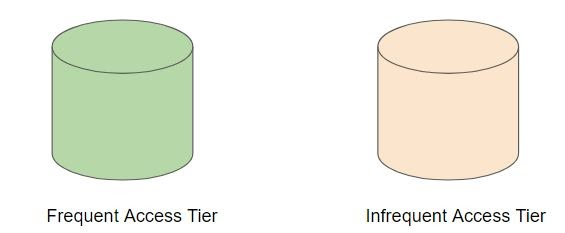 Frequent Access Tier
Infrequent Access Tier